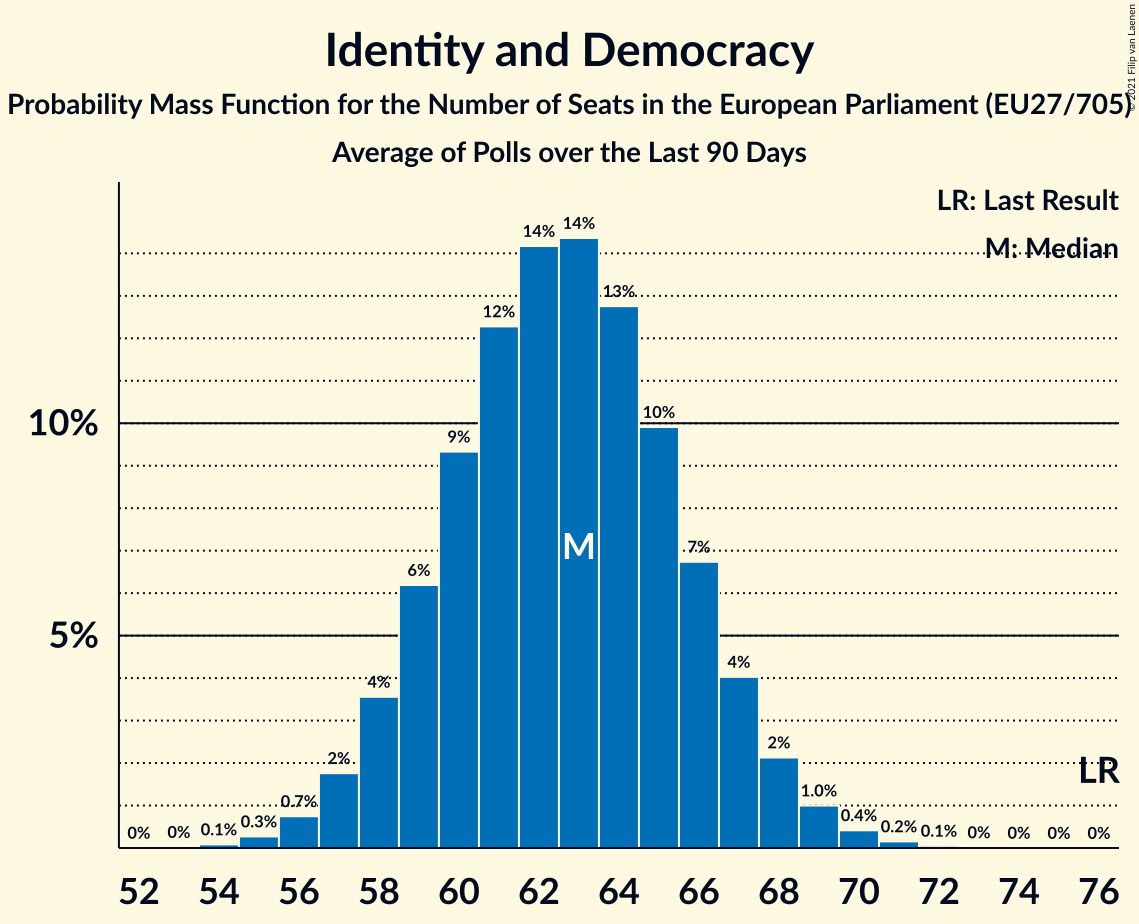 Identity and Democracy
Probability Mass Function for the Number of Seats in the European Parliament (EU27/705)
Average of Polls over the Last 90 Days
© 2021 Filip van Laenen
LR: Last Result
M: Median
10%
5%
0% 0% 0.1% 0.3% 0.7% 2% 4% 6% 9% 12% 14% 14% 13% 10% 7% 4% 2% 1.0% 0.4% 0.2% 0.1% 0% 0% 0% 0%
M
LR
52 54 56 58 60 62 64 66 68 70 72 74 76